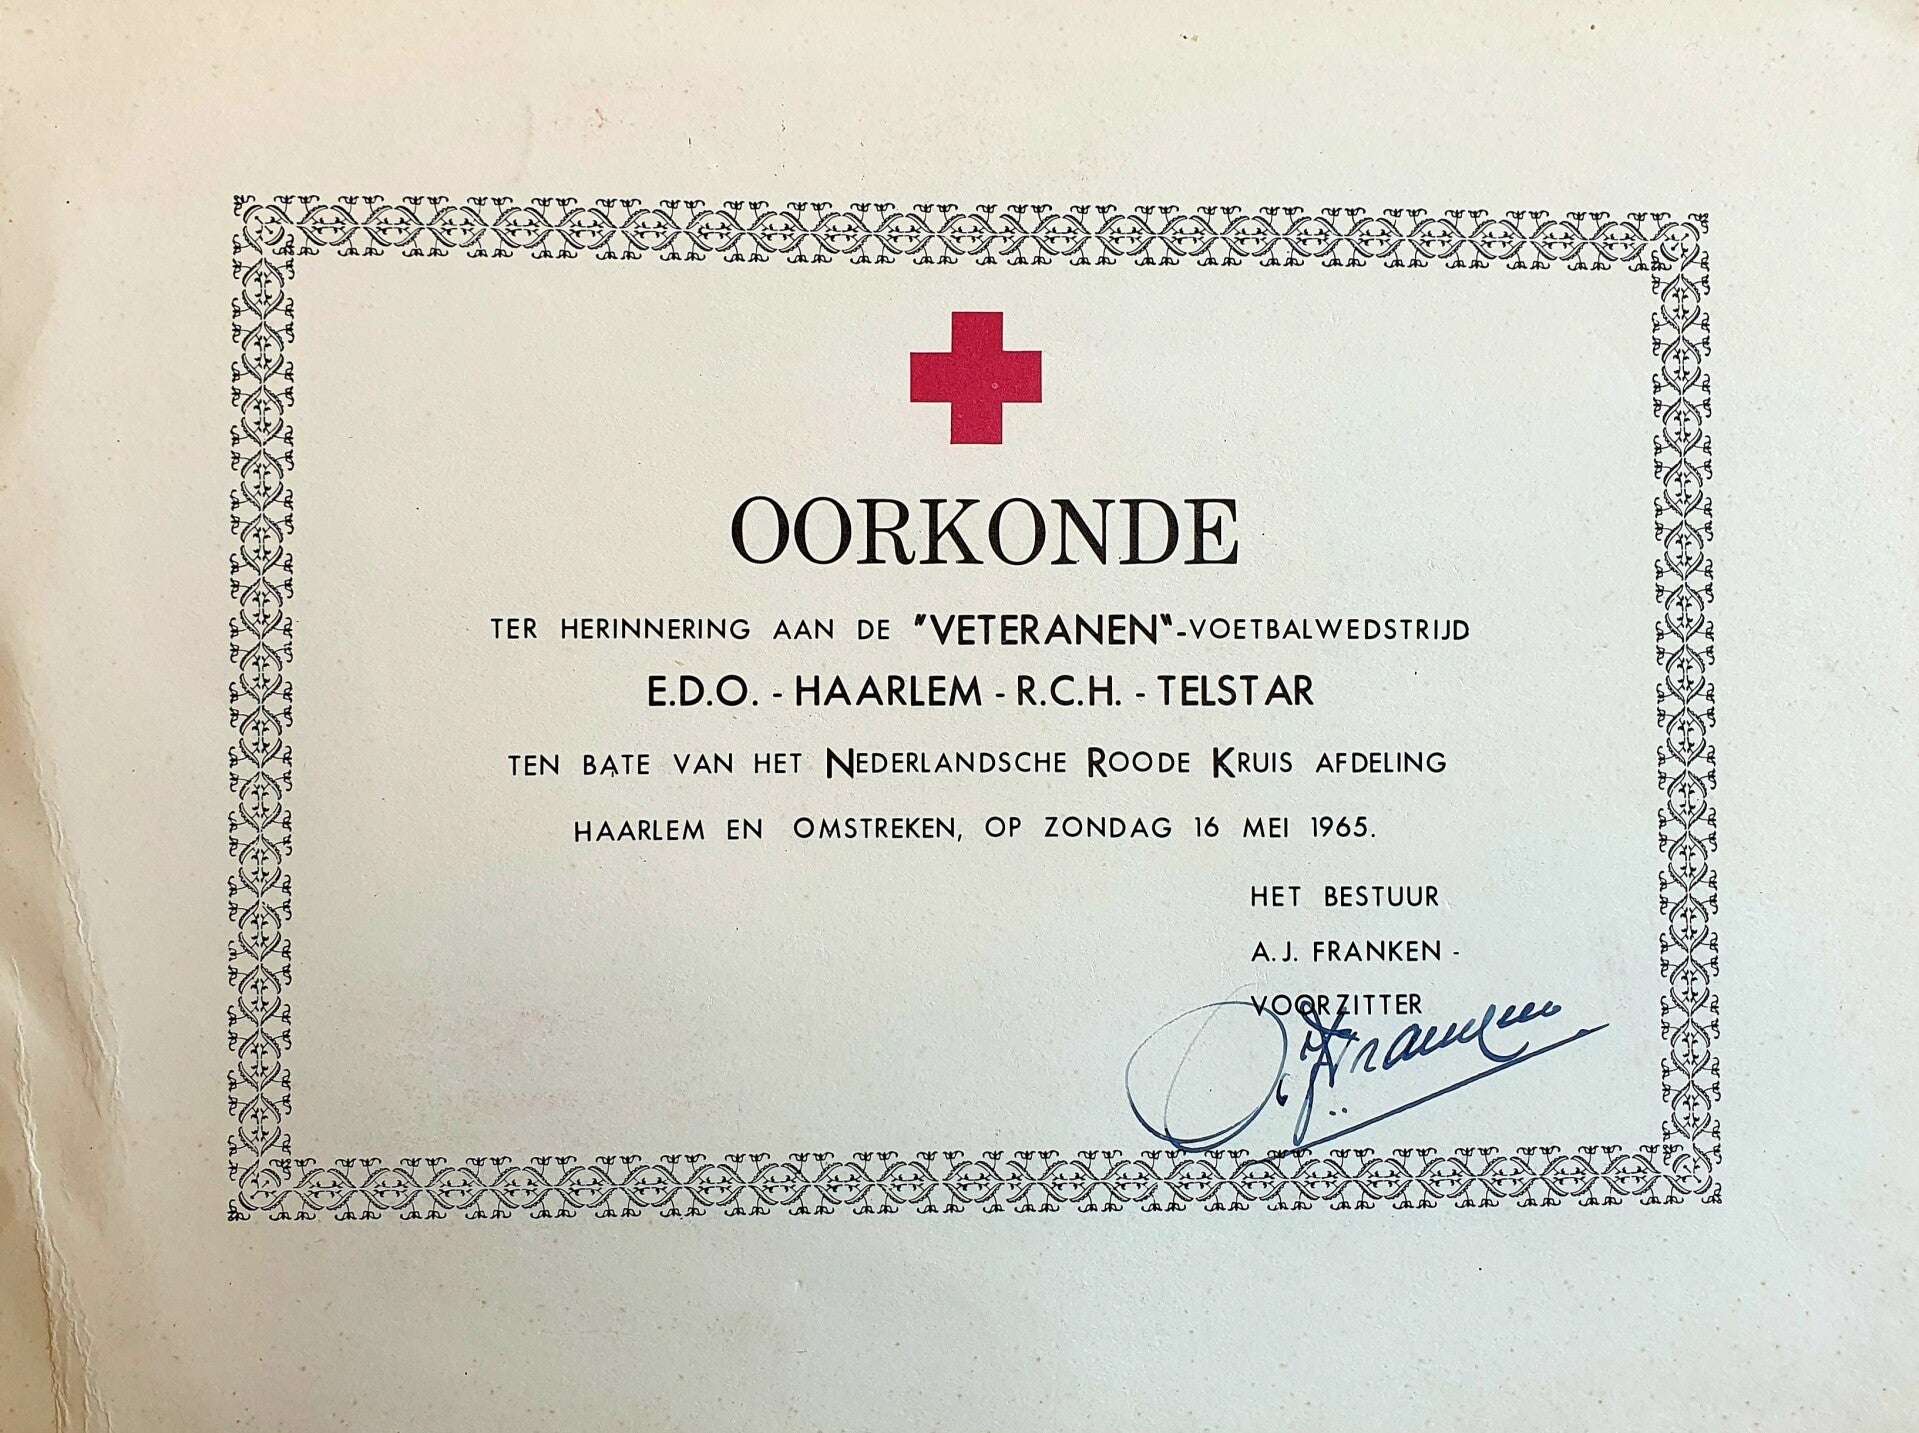 OORKONDE
TER HERINNERING AAN DE "VETERANEN"-VOETBALWEDSTRIJD
E.D.O. - HAARLEM - R.C.H. - TELSTAR
TEN BATE VAN HET NEDERLANDSCHE ROODE KRUIS AFDELING
HAARLEM EN OMSTREKEN, OP ZONDAG 16 MEI 1965.
HET BESTUUR
A.J. FRANKEN -
VOORZITTER